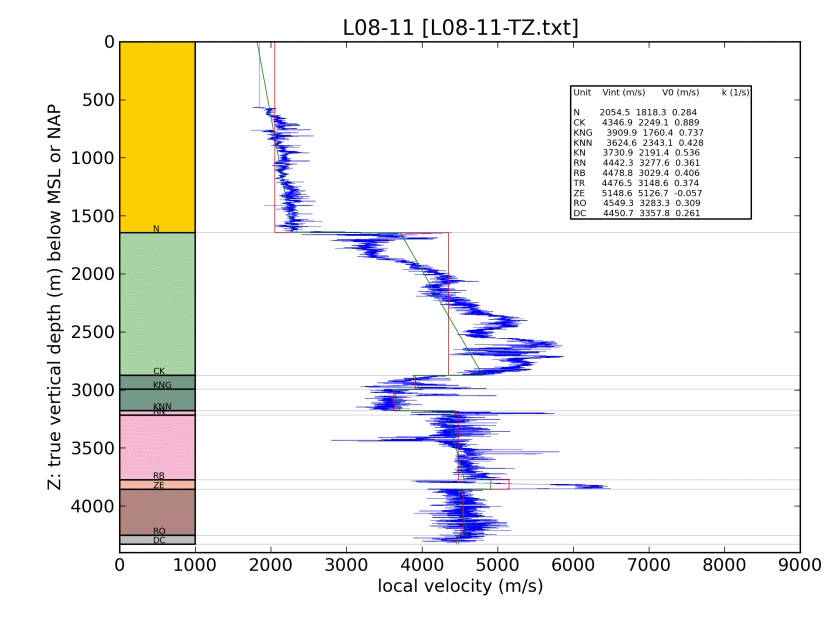 L08-11 [L08-11-TZ.txt]
0
500
1000
1500
2000
2500
3000
3500
4000
Z: true vertical depth (m) below MSL or NAP
N
CK
KNG
KNN
RN
RB
ZE
RO
DC
Unit Vint (m/s) V0 (m/s) k (1/s)
N 2054.5 1818.3 0.284
CK 4346.9 2249.1 0.889
KNG 3909.9 1760.4 0.737
KNN 3624.6 2343.1 0.428
KN 3730.9 2191.4 0.536
RN 4442.3 3277.6 0.361
RB 4478.8 3029.4 0.406
TR 4476.5 3148.6 0.374
ZE 5148.6 5126.7 -0.057
RO 4549.3 3283.3 0.309
DC 4450.7 3357.8 0.261
0 1000 2000 3000 4000 5000 6000 7000 8000 9000
local velocity (m/s)